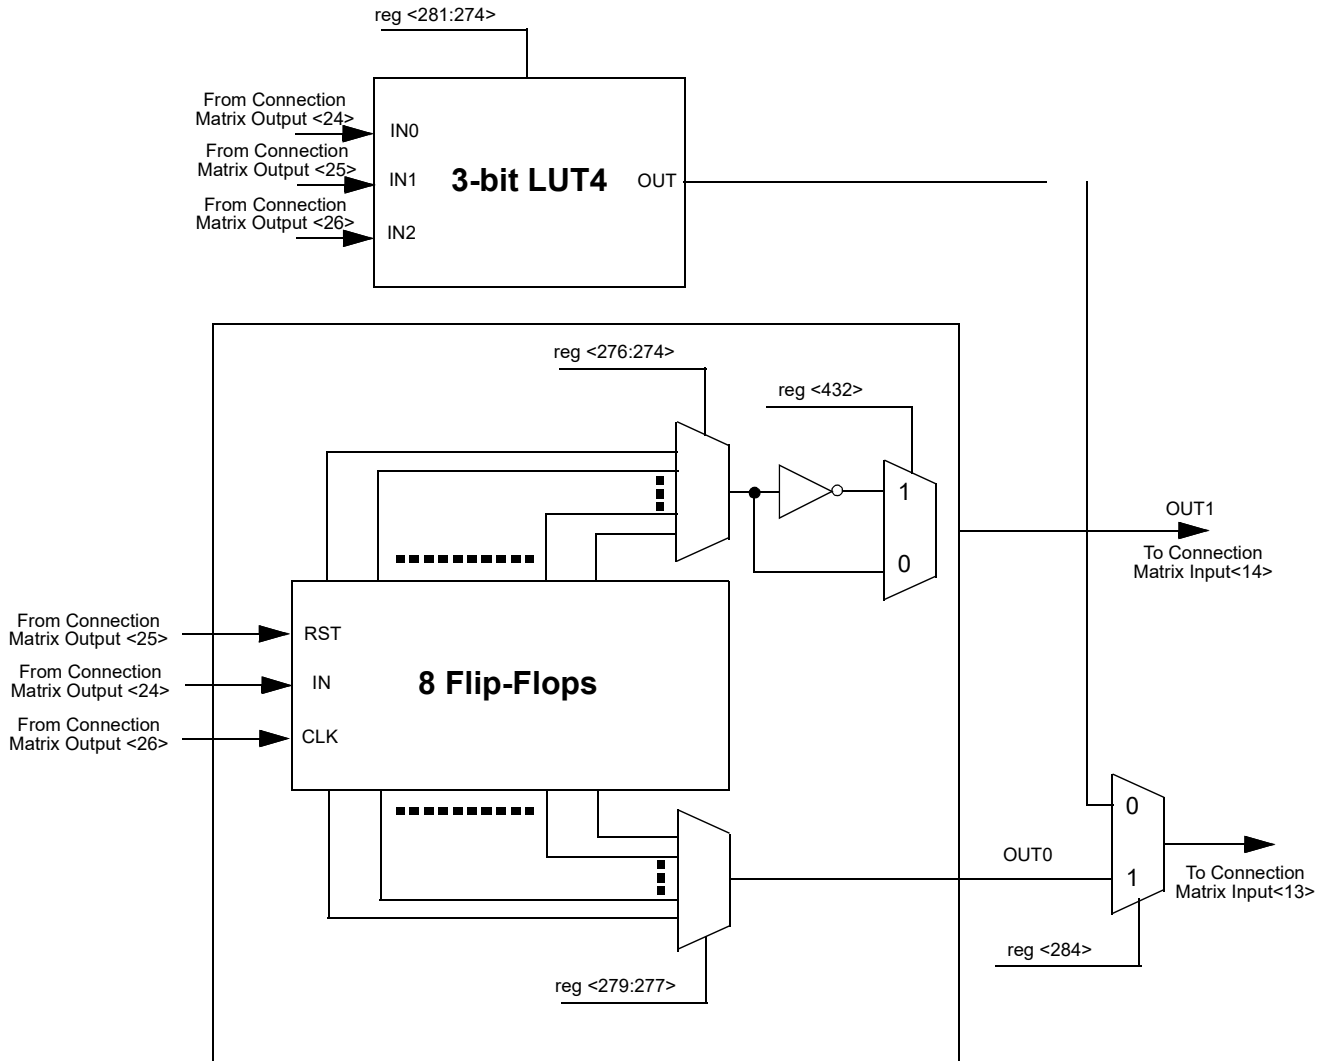 reg <281:274>
From Connection
Matrix Output <24>
IN0
From Connection
Matrix Output <25>
IN1
3-bit LUT4
OUT
From Connection
Matrix Output <26>
IN2
reg <276:274>
reg <432>
1
0
OUT1
To Connection
Matrix Input<14>
From Connection
Matrix Output <25>
RST
From Connection
Matrix Output <24>
IN
8 Flip-Flops
From Connection
Matrix Output <26>
CLK
0
OUT0
1
To Connection
Matrix Input<13>
reg <284>
reg <279:277>